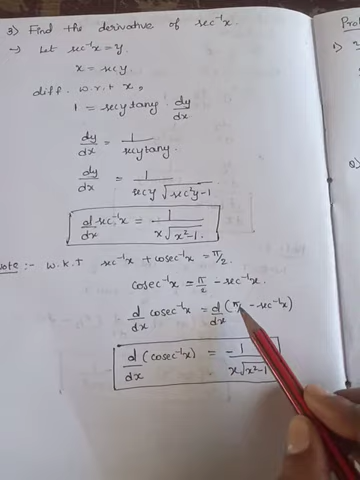 3) Find the derivative of sec⁻¹x.
→ Let sec⁻¹x = y.
x = secy
diff. w.r.t x,
1 = secy tany . dy/dx
dy/dx = 1/(secy tany).
dy/dx = 1/(secy √(sec²y-1))
d/dx sec⁻¹x = 1/(x√(x²-1)).
Note :- w.k.T sec⁻¹x + cosec⁻¹x = π/2
cosec⁻¹x = π/2 - sec⁻¹x.
d/dx cosec⁻¹x = d/dx (π/2 - sec⁻¹x)
d/dx (cosec⁻¹x) = -1/(x√(x²-1))
1)